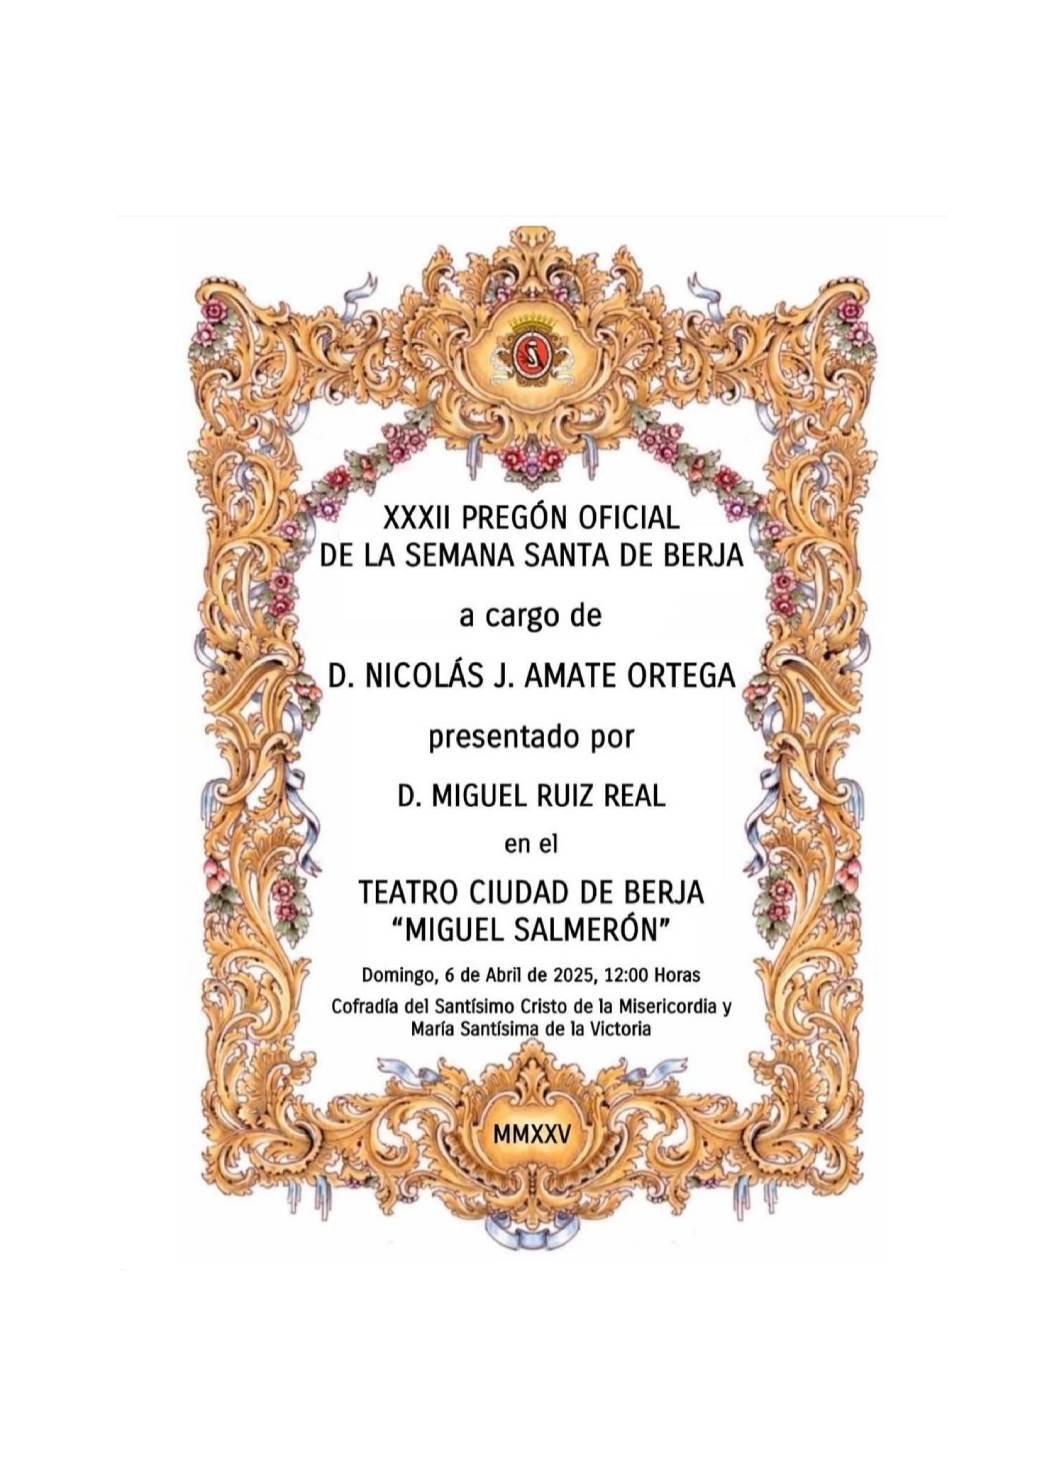 XXXII PREGÓN OFICIAL
DE LA SEMANA SANTA DE BERJA
a cargo de
D. NICOLÁS J. AMATE ORTEGA
presentado por
D. MIGUEL RUIZ REAL
en el
TEATRO CIUDAD DE BERJA
“MIGUEL SALMERÓN”
Domingo, 6 de Abril de 2025, 12:00 Horas
Cofradía del Santísimo Cristo de la Misericordia y
María Santísima de la Victoria
MMXXV